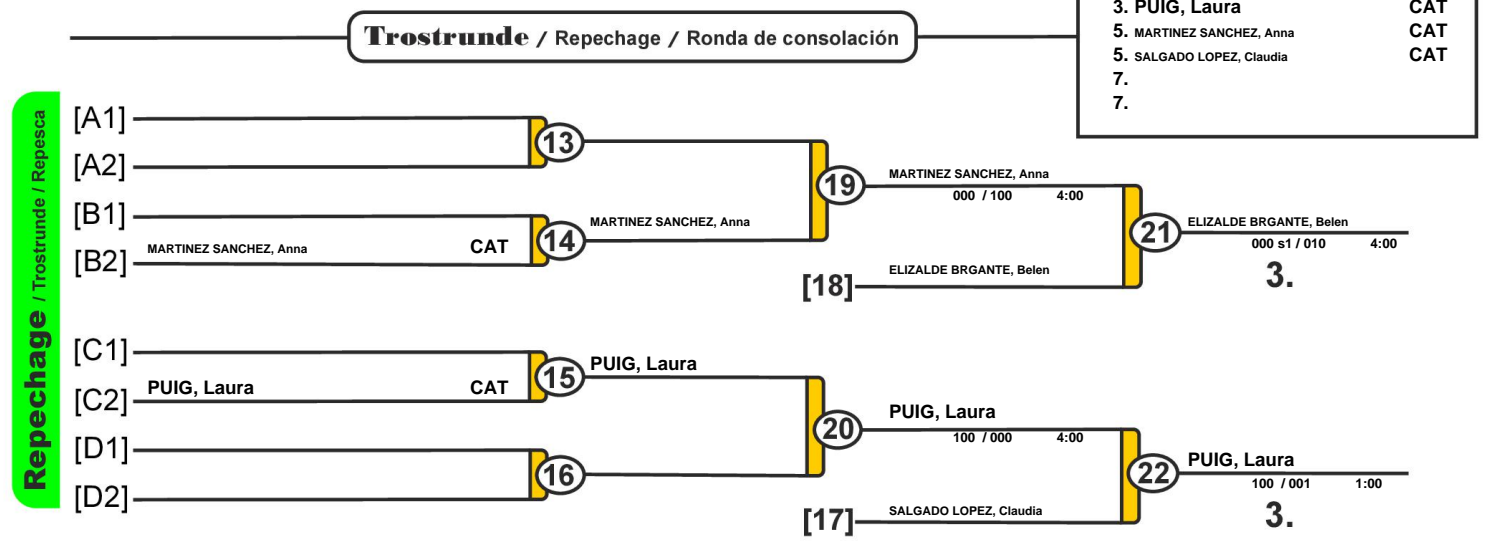 3. PUIG, Laura CAT
5. MARTINEZ SANCHEZ, Anna CAT
5. SALGADO LOPEZ, Claudia CAT
7.
7.
Trostrunde / Repechage / Ronda de consolación
Repechage / Trostrunde / Repesca
[A1]
13
[A2]
19
MARTINEZ SANCHEZ, Anna
000 / 100 4:00
[B1]
14
MARTINEZ SANCHEZ, Anna
[B2] MARTINEZ SANCHEZ, Anna CAT
21
ELIZALDE BRGANTE, Belen
000 s1 / 010 4:00
3.
[18] ELIZALDE BRGANTE, Belen
[C1]
15
PUIG, Laura
[C2] PUIG, Laura CAT
20
PUIG, Laura
100 / 000 4:00
[D1]
16
[D2]
22
PUIG, Laura
100 / 001 1:00
3.
[17] SALGADO LOPEZ, Claudia